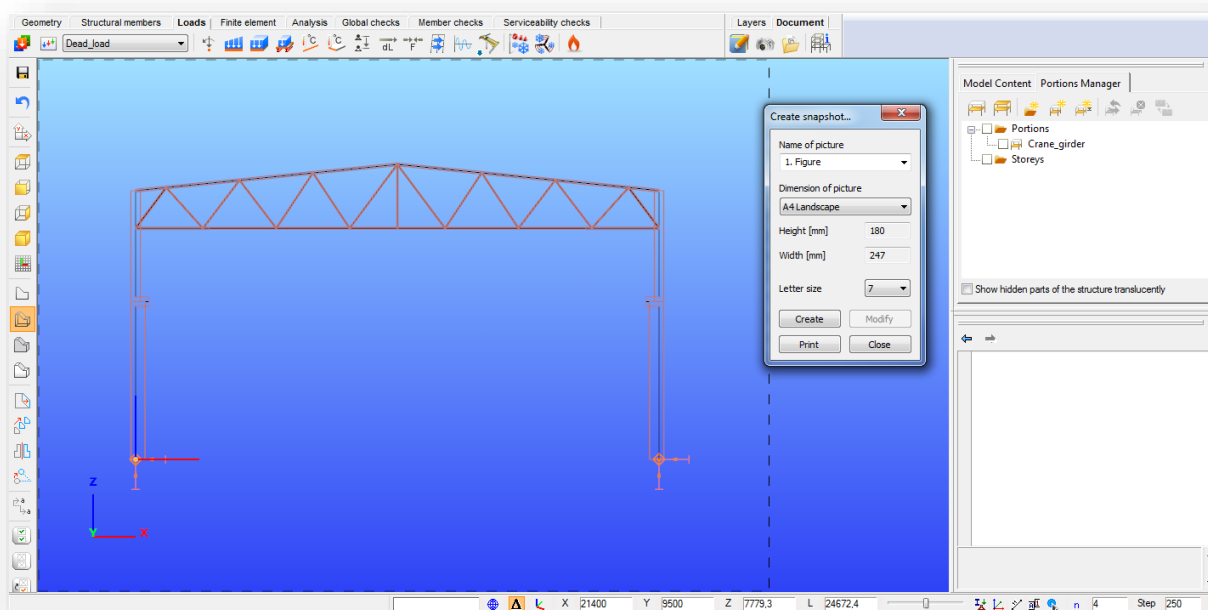 Geometry Structural members Loads Finite element Analysis Global checks Member checks Serviceability checks Layers Document
Dead_load
Model Content Portions Manager
Portions
Crane_girder
Storeys
Show hidden parts of the structure translucently
Create snapshot...
Name of picture
1. Figure
Dimension of picture
A4 Landscape
Height [mm] 180
Width [mm] 247
Letter size 7
Create Modify
Print Close
Z
Y X
X 21400 Y 9500 Z 7779,3 L 24672,4 n 4 Step 250